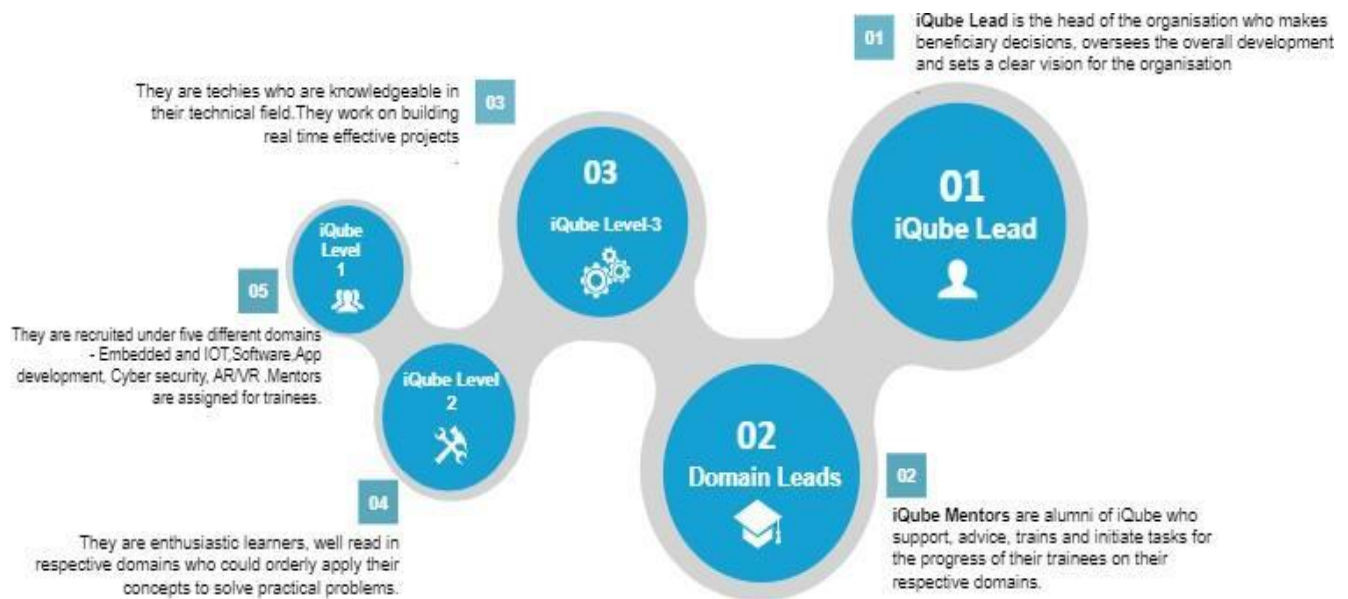 01
iQube Lead is the head of the organisation who makes
beneficiary decisions, oversees the overall development
and sets a clear vision for the organisation
.
01
iQube Lead
02
Domain Leads
02
iQube Mentors are alumni of iQube who
support, advice, trains and initiate tasks for
the progress of their trainees on their
respective domains.
03
They are techies who are knowledgeable in
their technical field.They work on building
real time effective projects
.
03
iQube Level-3
iQube Level
2
04
They are enthusiastic learners, well read in
respective domains who could orderly apply their
concepts to solve practical problems.
iQube
Level
1
05
They are recruited under five different domains
- Embedded and IOT,Software.App
development, Cyber security, AR/VR .Mentors
are assigned for trainees.